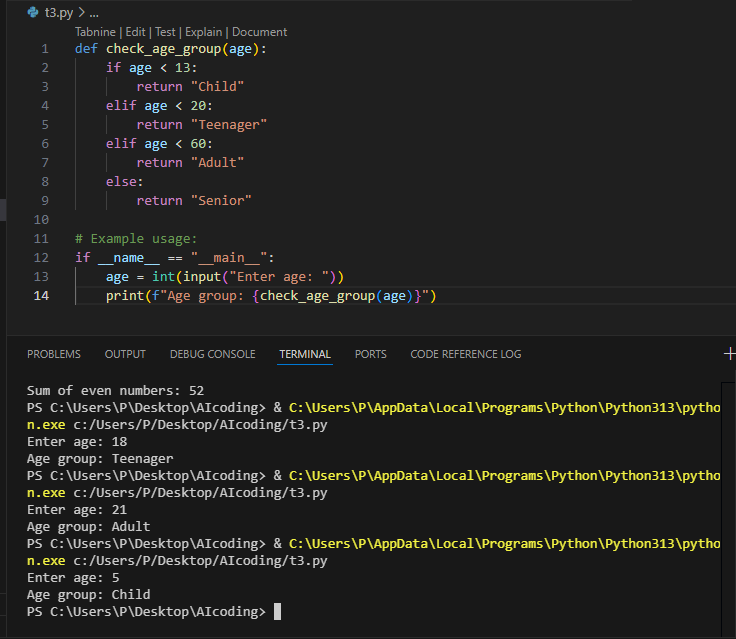 t3.py > ...
Tabnine | Edit | Test | Explain | Document
1 def check_age_group(age):
2     if age < 13:
3         return "Child"
4     elif age < 20:
5         return "Teenager"
6     elif age < 60:
7         return "Adult"
8     else:
9         return "Senior"
10
11 # Example usage:
12 if __name__ == "__main__":
13     age = int(input("Enter age: "))
14     print(f"Age group: {check_age_group(age)}")
PROBLEMS OUTPUT DEBUG CONSOLE TERMINAL PORTS CODE REFERENCE LOG
Sum of even numbers: 52
PS C:\Users\P\Desktop\AIcoding> & C:\Users\P\AppData\Local\Programs\Python\Python313\pytho
n.exe c:/Users/P/Desktop/AIcoding/t3.py
Enter age: 18
Age group: Teenager
PS C:\Users\P\Desktop\AIcoding> & C:\Users\P\AppData\Local\Programs\Python\Python313\pytho
n.exe c:/Users/P/Desktop/AIcoding/t3.py
Enter age: 21
Age group: Adult
PS C:\Users\P\Desktop\AIcoding> & C:\Users\P\AppData\Local\Programs\Python\Python313\pytho
n.exe c:/Users/P/Desktop/AIcoding/t3.py
Enter age: 5
Age group: Child
PS C:\Users\P\Desktop\AIcoding>